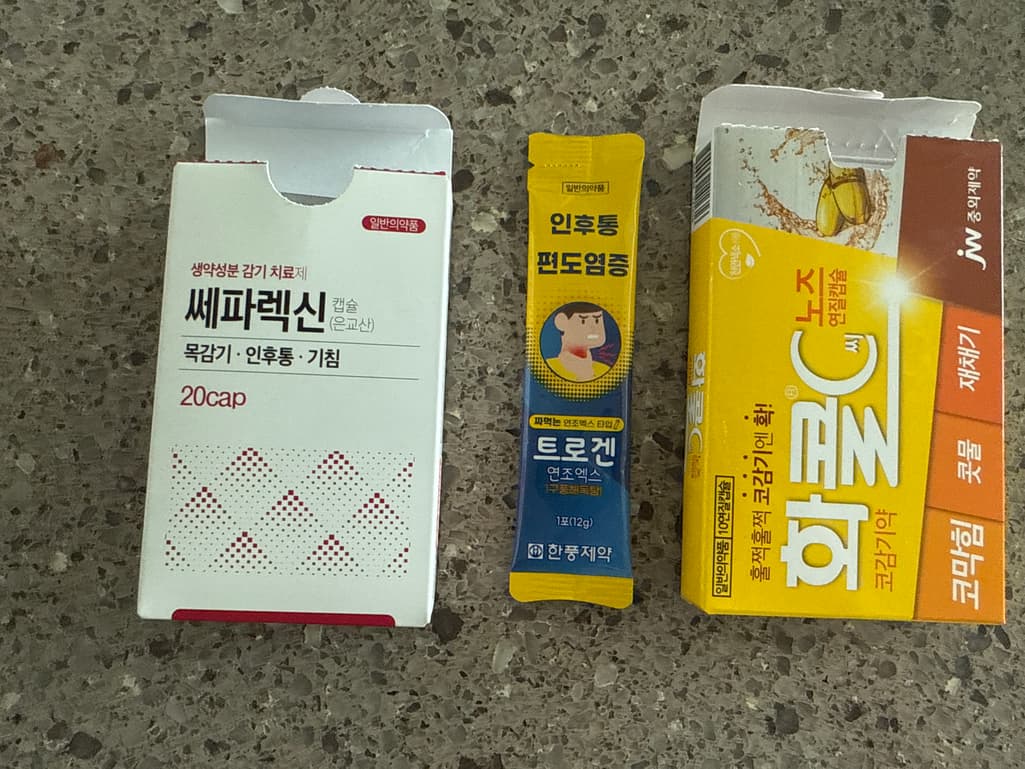 일반의약품
생약성분 감기 치료제
쎄파렉신 캡슐
(은교산)
목감기 · 인후통 · 기침
20cap
일반의약품
인후통
편도염증
짜먹는 연조엑스 타입
트로겐
연조엑스
(구풍해독탕)
1포(12g)
한풍제약
jw 중외제약
노즈
연질캡슐
화콜C
씨
코감기약
훌쩍훌쩍 코감기엔 확!
일반의약품 10연질캡슐
재채기
콧물
코막힘